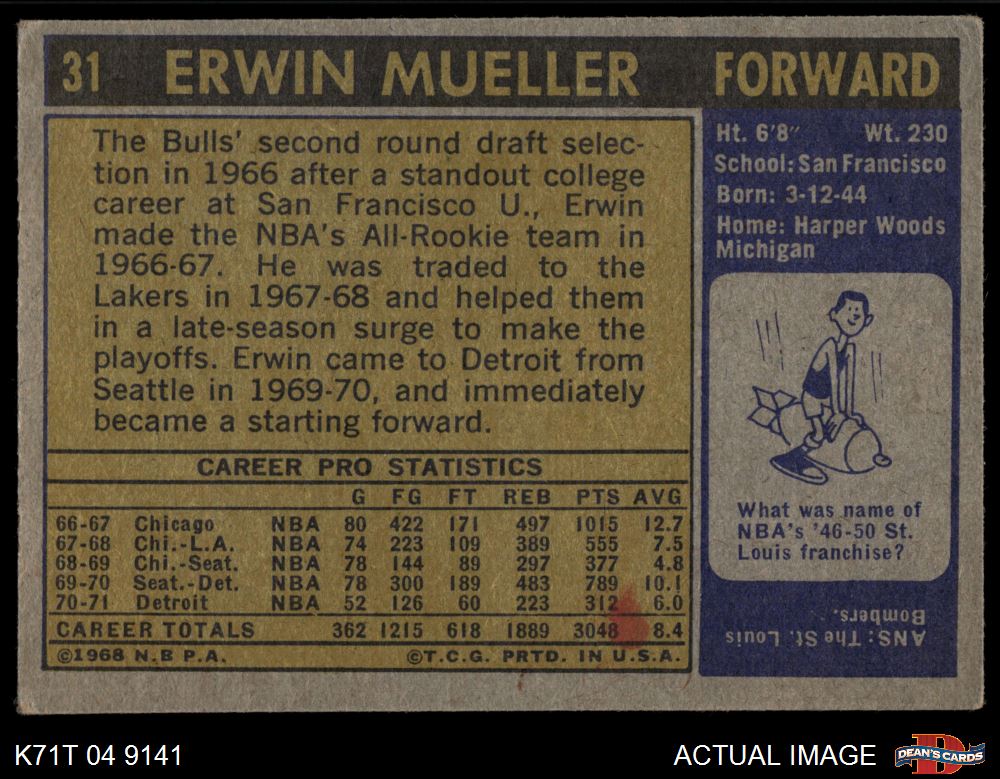 31 ERWIN MUELLER FORWARD
The Bulls' second round draft selec-
tion in 1966 after a standout college
career at San Francisco U., Erwin
made the NBA's All-Rookie team in
1966-67. He was traded to the
Lakers in 1967-68 and helped them
in a late-season surge to make the
playoffs. Erwin came to Detroit from
Seattle in 1969-70, and immediately
became a starting forward.
CAREER PRO STATISTICS
G FG FT REB PTS AVG
66-67 Chicago NBA 80 422 171 497 1015 12.7
67-68 Chi.-L.A. NBA 74 223 109 389 555 7.5
68-69 Chi.-Seat. NBA 78 144 89 297 377 4.8
69-70 Seat.-Det. NBA 78 300 189 483 789 10.1
70-71 Detroit NBA 52 126 60 223 312 6.0
CAREER TOTALS 362 1215 618 1889 3048 8.4
©1968 N.B P.A. ©T.C.G. PRTD. IN U.S.A.
Ht. 6'8" Wt. 230
School: San Francisco
Born: 3-12-44
Home: Harper Woods
Michigan
What was name of
NBA's '46-50 St.
Louis franchise?
ANS: The St. Louis
Bombers.
K71T 04 9141 ACTUAL IMAGE DEAN'S CARDS